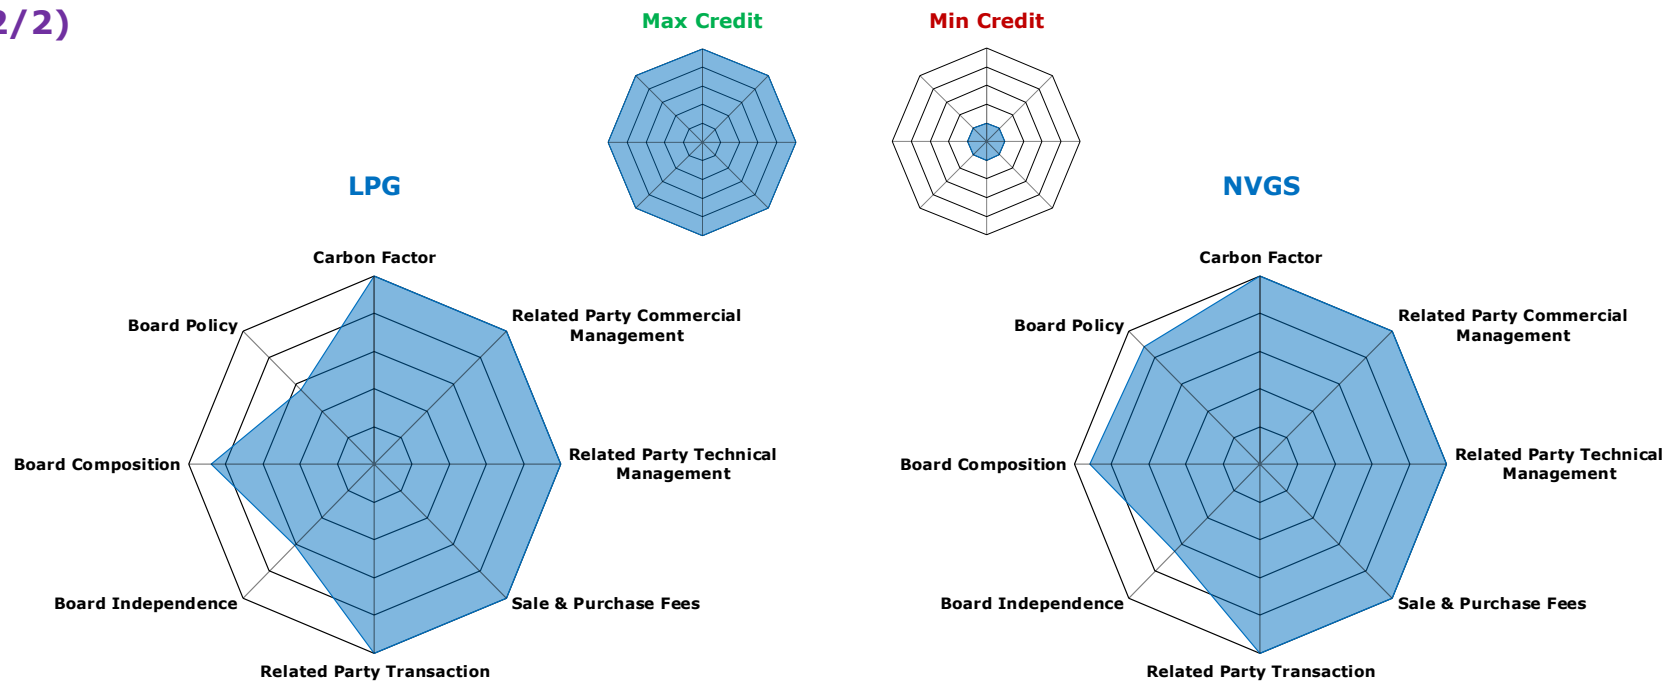 2/2)
Max Credit
Min Credit
LPG
NVGS
Carbon Factor
Related Party Commercial
Management
Related Party Technical
Management
Sale & Purchase Fees
Related Party Transaction
Board Independence
Board Composition
Board Policy
Carbon Factor
Related Party Commercial
Management
Related Party Technical
Management
Sale & Purchase Fees
Related Party Transaction
Board Independence
Board Composition
Board Policy